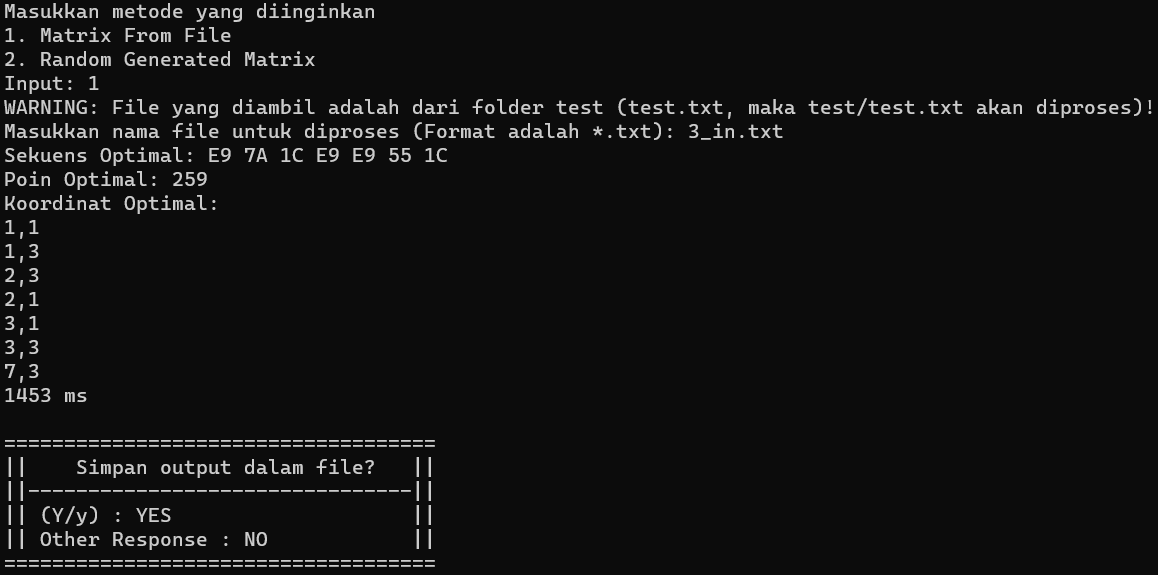 Masukkan metode yang diinginkan
1. Matrix From File
2. Random Generated Matrix
Input: 1
WARNING: File yang diambil adalah dari folder test (test.txt, maka test/test.txt akan diproses)!
Masukkan nama file untuk diproses (Format adalah *.txt): 3_in.txt
Sekuens Optimal: E9 7A 1C E9 E9 55 1C
Poin Optimal: 259
Koordinat Optimal:
1,1
1,3
2,3
2,1
3,1
3,3
7,3
1453 ms

====================================
||    Simpan output dalam file?   ||
||--------------------------------||
|| (Y/y) : YES                    ||
|| Other Response : NO            ||
====================================